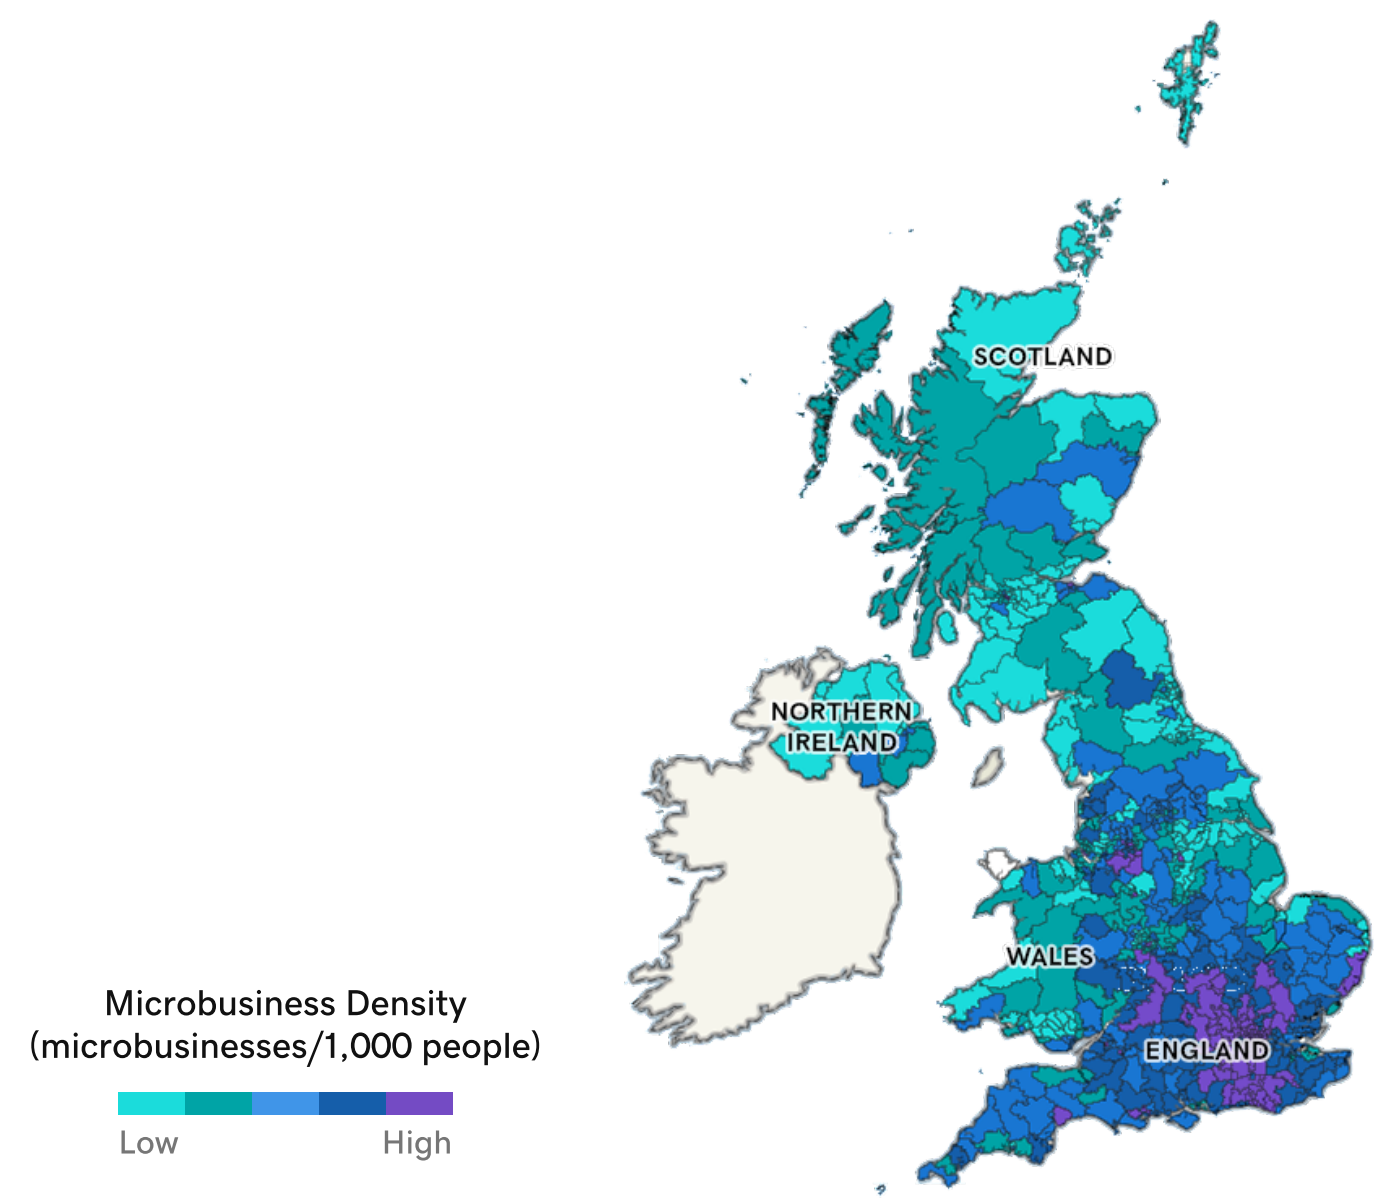 SCOTLAND
NORTHERN
IRELAND
WALES
ENGLAND
Microbusiness Density
(microbusinesses/1,000 people)
Low High